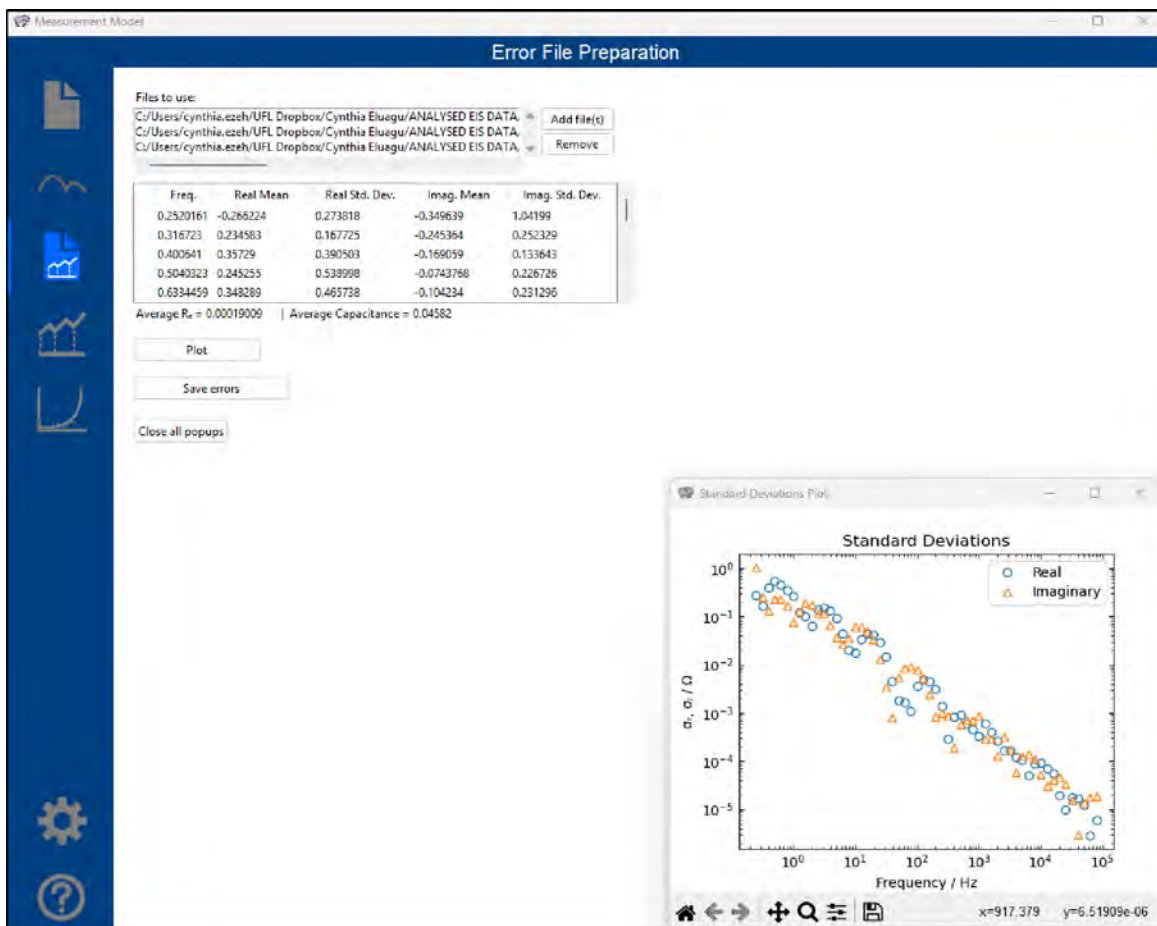 Measurement Model
Error File Preparation
Files to use:
C:/Users/cynthia.ezeh/UFL Dropbox/Cynthia Eluagu/ANALYSED EIS DATA,
C:/Users/cynthia.ezeh/UFL Dropbox/Cynthia Eluagu/ANALYSED EIS DATA,
C:/Users/cynthia.ezeh/UFL Dropbox/Cynthia Eluagu/ANALYSED EIS DATA,
Add file(s)
Remove
Freq. Real Mean Real Std. Dev. Imag. Mean Imag. Std. Dev.
0.2520161 -0.266224 0.273818 -0.349639 1.04199
0.316723 0.234583 0.167725 -0.245364 0.252329
0.400641 0.35729 0.390503 -0.169059 0.133643
0.5040323 0.245255 0.538998 -0.0743768 0.226726
0.6334459 0.348289 0.465738 -0.104234 0.231296
Average Rₑ = 0.00019009 | Average Capacitance = 0.04582
Plot
Save errors
Close all popups
Standard Deviations Plot
Standard Deviations
Real
Imaginary
σᵣ, σⱼ / Ω
10⁰
10⁻¹
10⁻²
10⁻³
10⁻⁴
10⁻⁵
10⁰ 10¹ 10² 10³ 10⁴ 10⁵
Frequency / Hz
x=917.379 y=6.51909e-06